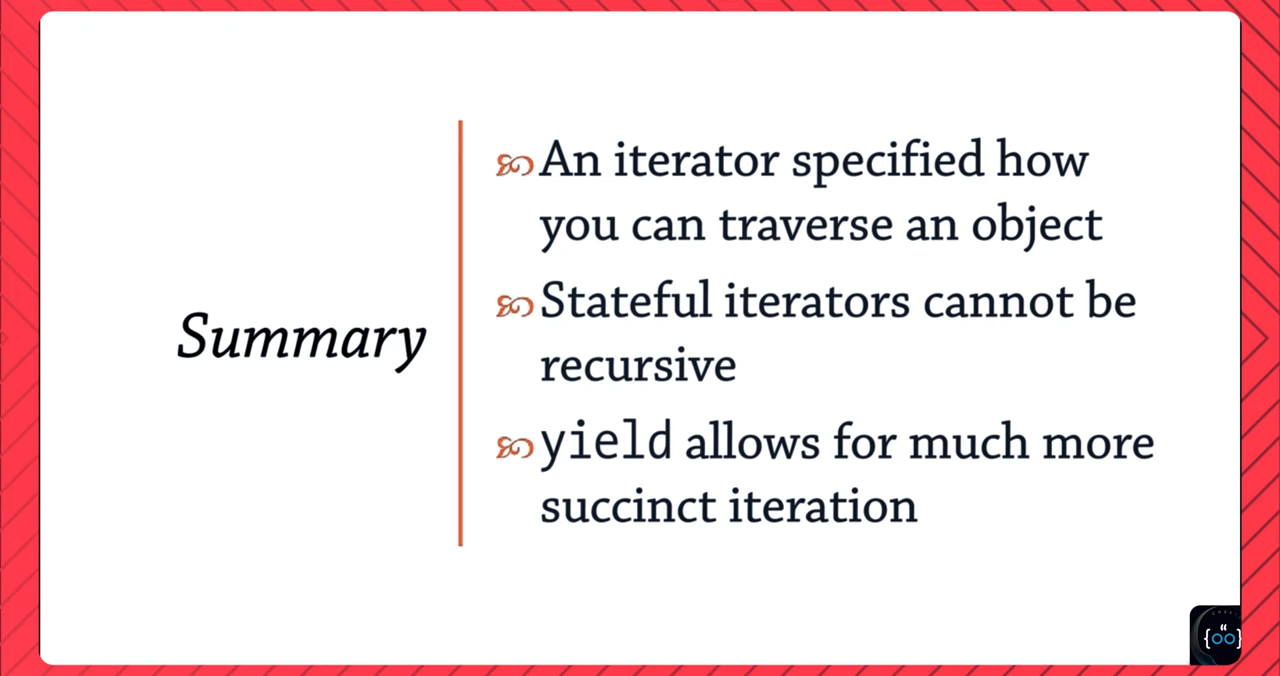 Summary
An iterator specified how
you can traverse an object
Stateful iterators cannot be
recursive
yield allows for much more
succinct iteration